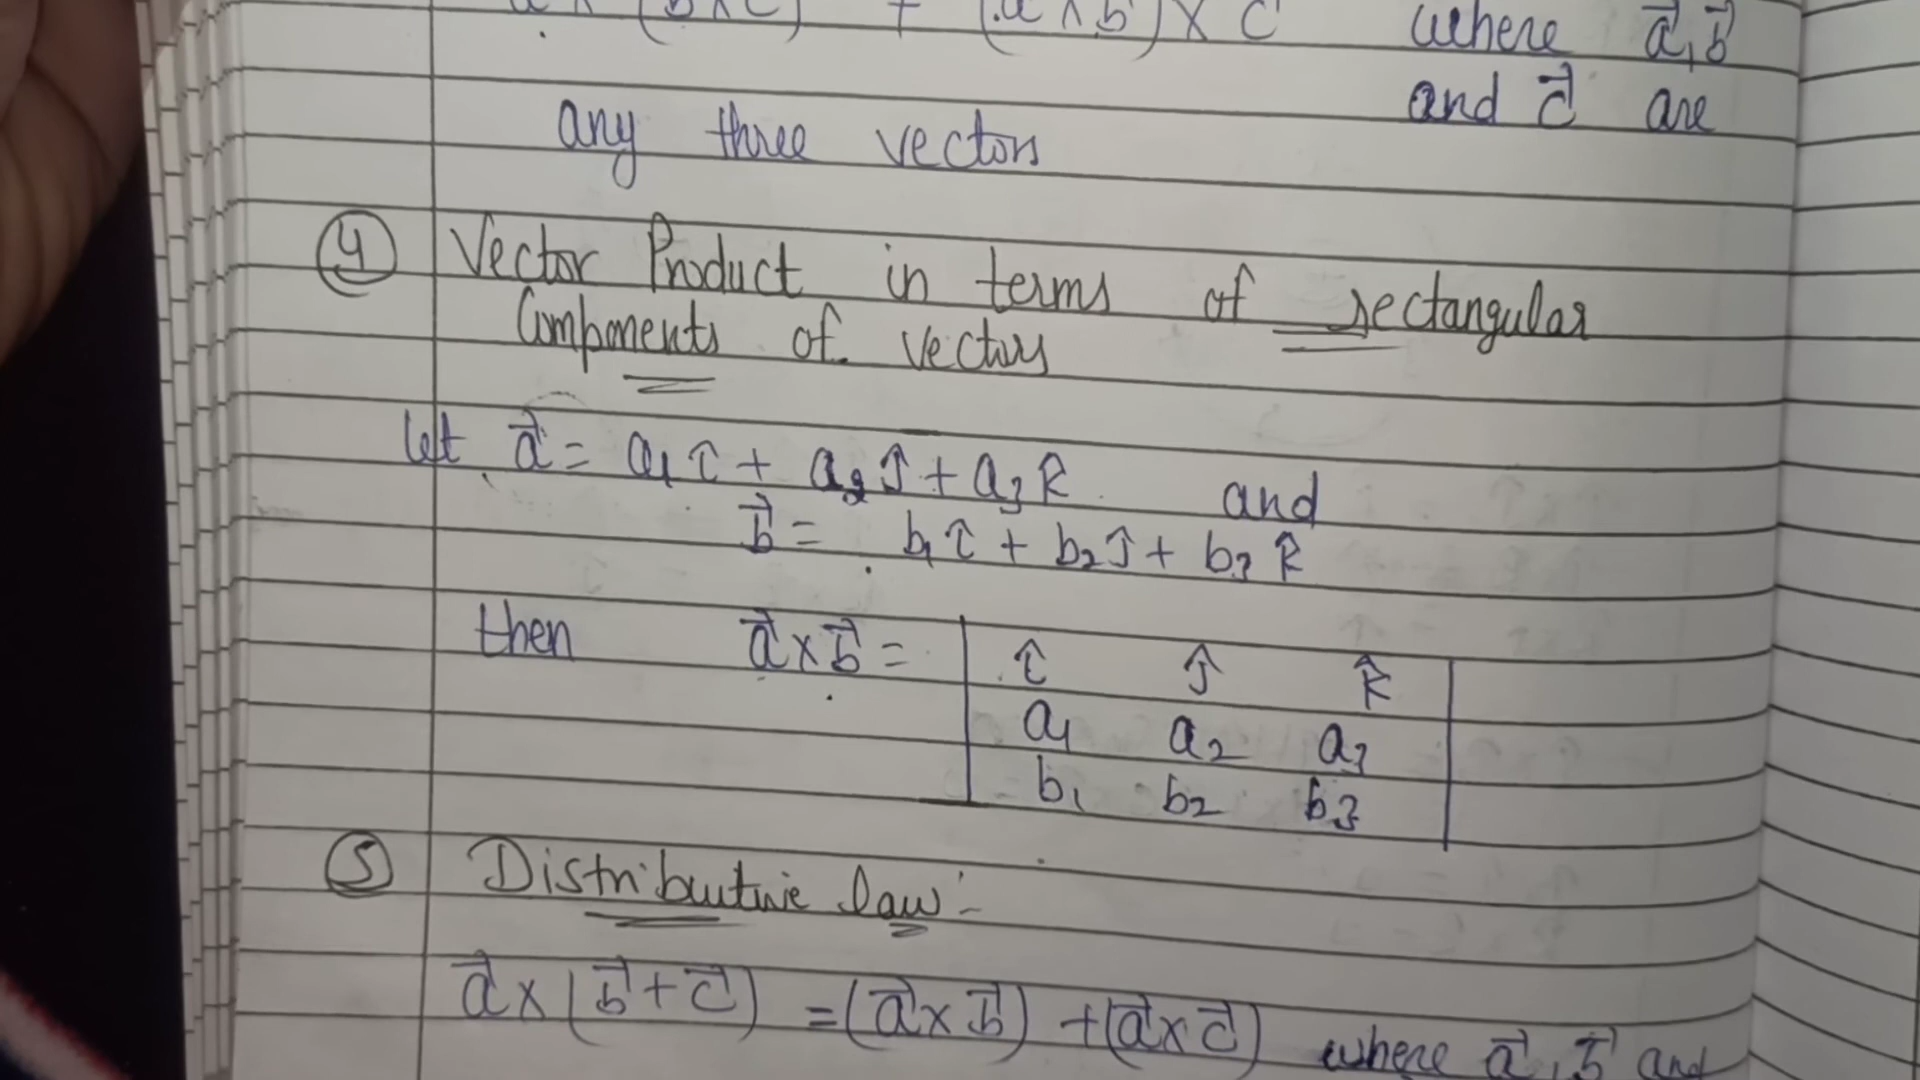 a⃗ × (b⃗ × c⃗) ≠ (a⃗ × b⃗) × c⃗ where a⃗, b⃗
and c⃗ are
any three vectors
④ Vector Product in terms of rectangular
Components of vectors
let a⃗ = a₁î + a₂ĵ + a₃k̂ and
b⃗ = b₁î + b₂ĵ + b₃k̂
then a⃗×b⃗ = | î ĵ k̂ |
a₁ a₂ a₃
b₁ b₂ b₃
⑤ Distributive law:-
a⃗ × (b⃗ + c⃗) = (a⃗ × b⃗) + (a⃗ × c⃗) where a⃗, b⃗ and